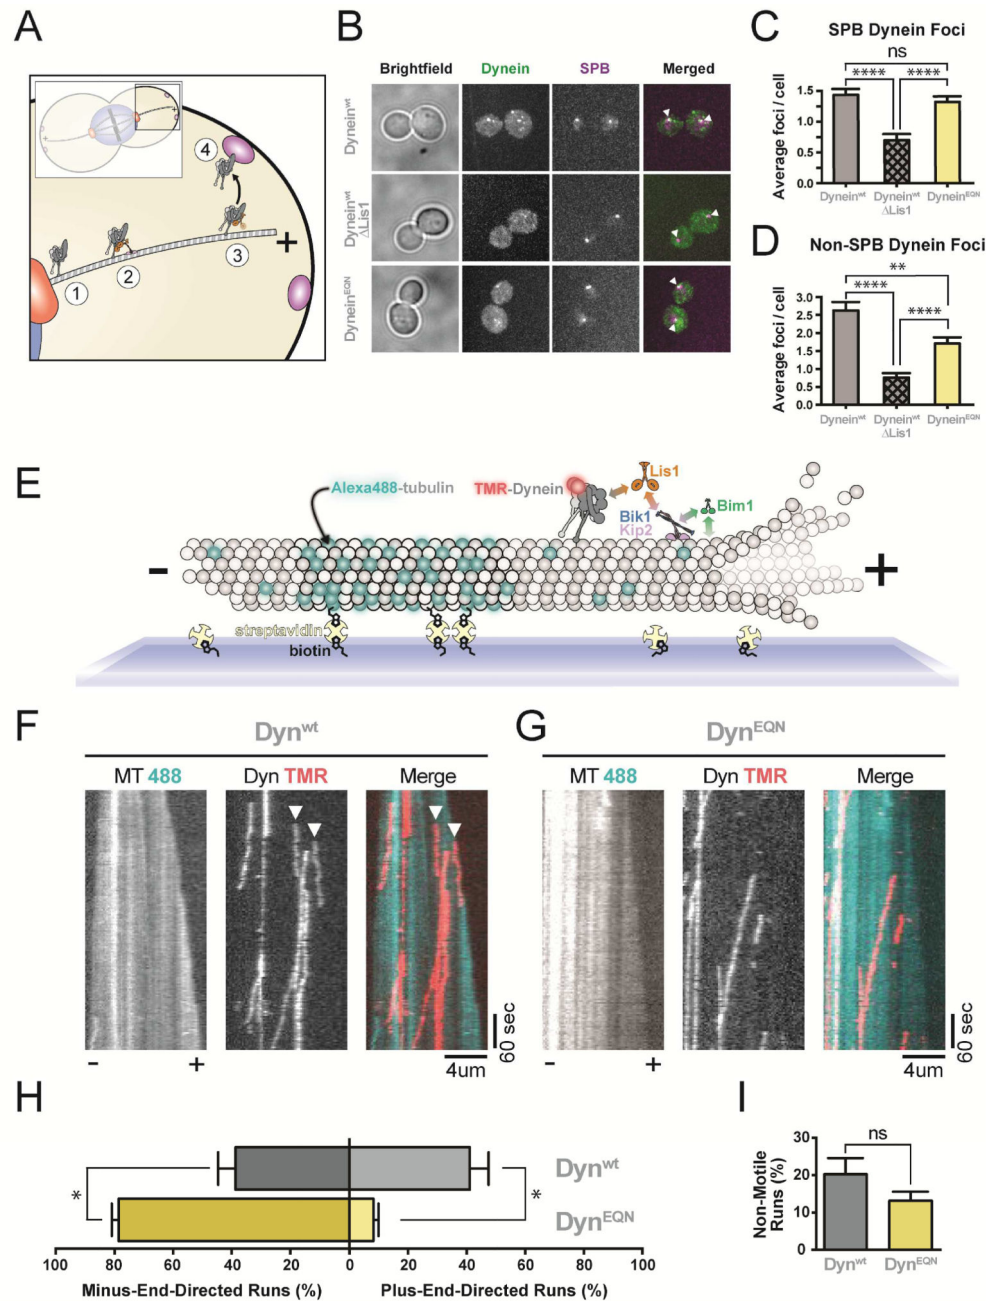 A
+
4
1
2
3
+
B
Brightfield Dynein SPB Merged
Dynein^wt
Dynein^wt
ΔLis1
Dynein^EQN
C
SPB Dynein Foci
ns
**** ****
Average foci / cell
1.5
1.0
0.5
0.0
Dynein^wt Dynein^wt Dynein^EQN
ΔLis1
D
Non-SPB Dynein Foci
**
****
****
Average foci / cell
3.0
2.5
2.0
1.5
1.0
0.5
0.0
Dynein^wt Dynein^wt Dynein^EQN
ΔLis1
E
Alexa488-tubulin TMR-Dynein
Lis1
Bik1
Kip2
Bim1
- +
streptavidin
biotin
F
Dyn^wt
MT 488 Dyn TMR Merge
- +
4um
60 sec
G
Dyn^EQN
MT 488 Dyn TMR Merge
- +
4um
60 sec
H
* *
Dyn^wt
Dyn^EQN
100 80 60 40 20 0 20 40 60 80 100
Minus-End-Directed Runs (%) Plus-End-Directed Runs (%)
I
ns
Non-Motile
Runs (%)
30
20
10
0
Dyn^wt Dyn^EQN